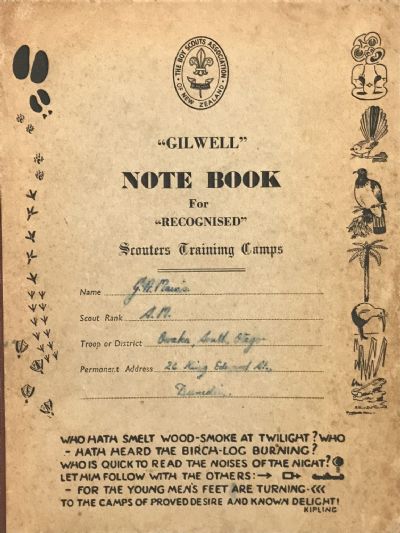 THE BOY SCOUTS ASSOCIATION
OF NEW ZEALAND
"GILWELL"
NOTE BOOK
For
"RECOGNISED"
Scouters Training Camps
Name
Scout Rank A.M.
Troop or District Owaka, South Otago
Permanent Address 26 King Edward St.,
Dunedin.
WHO HATH SMELT WOOD-SMOKE AT TWILIGHT? WHO
- HATH HEARD THE BIRCH-LOG BURNING?
WHO IS QUICK TO READ THE NOISES OF THE NIGHT?
LET HIM FOLLOW WITH THE OTHERS:
- FOR THE YOUNG MEN'S FEET ARE TURNING
TO THE CAMPS OF PROVED DESIRE AND KNOWN DELIGHT!
KIPLING